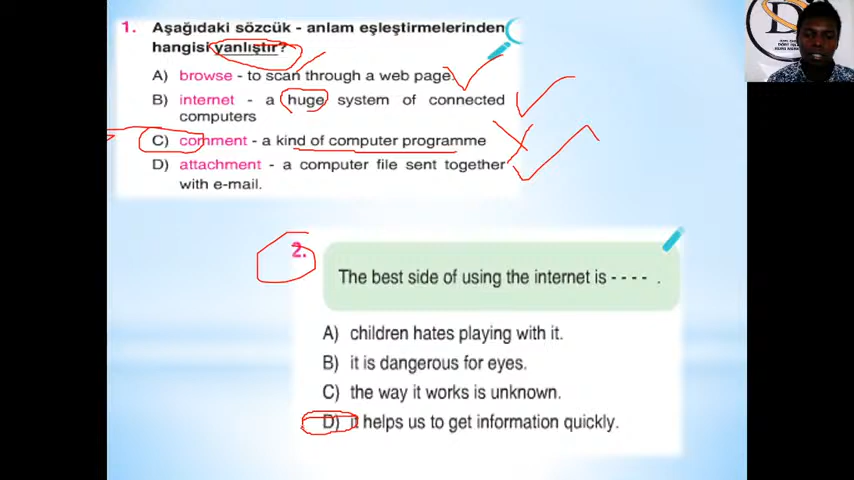 1. Aşağıdaki sözcük - anlam eşleştirmelerinden
hangisi yanlıştır?
A) browse - to scan through a web page
B) internet - a huge system of connected
computers
C) comment - a kind of computer programme
D) attachment - a computer file sent together
with e-mail.
2.
The best side of using the internet is - - - - .
A) children hates playing with it.
B) it is dangerous for eyes.
C) the way it works is unknown.
D) it helps us to get information quickly.